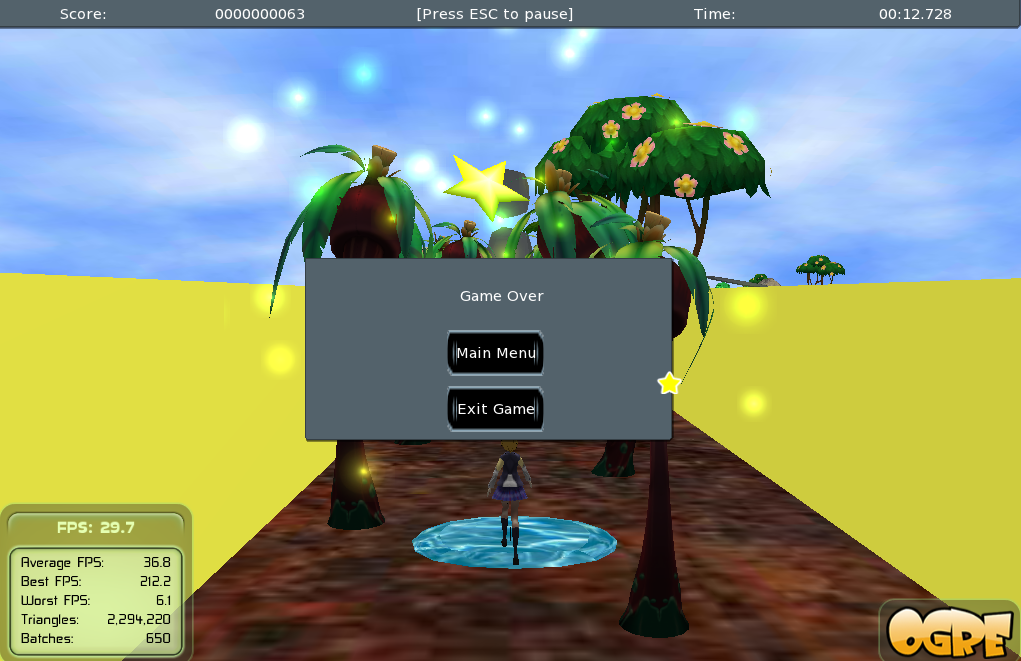 Score: 0000000063 [Press ESC to pause] Time: 00:12.728
Game Over
Main Menu
Exit Game
FPS: 29.7
Average FPS: 36.8
Best FPS: 212.2
Worst FPS: 6.1
Triangles: 2,294,220
Batches: 650
OGRE